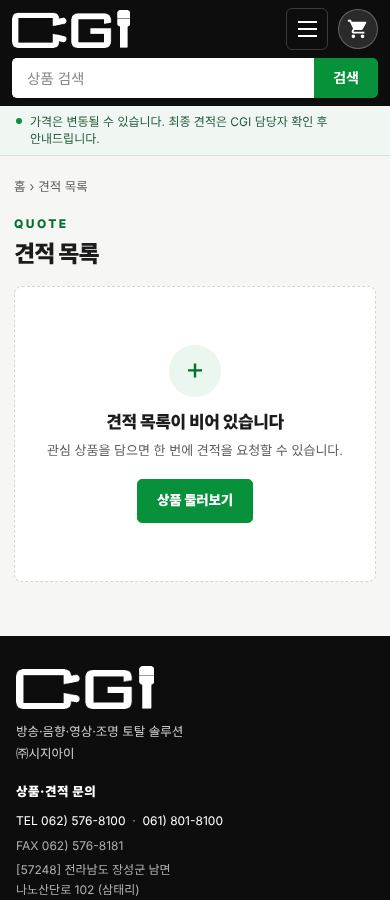 CGI
상품 검색
검색
가격은 변동될 수 있습니다. 최종 견적은 CGI 담당자 확인 후
안내드립니다.
홈 › 견적 목록
QUOTE
견적 목록
+
견적 목록이 비어 있습니다
관심 상품을 담으면 한 번에 견적을 요청할 수 있습니다.
상품 둘러보기
CGI
방송·음향·영상·조명 토탈 솔루션
㈜시지아이
상품·견적 문의
TEL 062) 576-8100 · 061) 801-8100
FAX 062) 576-8181
[57248] 전라남도 장성군 남면
나노산단로 102 (삼태리)